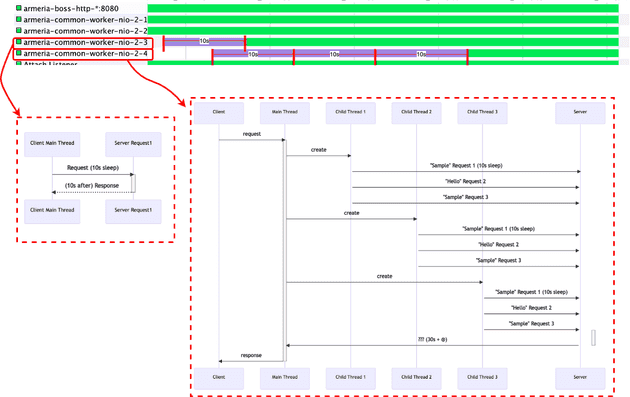 armeria-boss-http-*:8080
armeria-common-worker-nio-2-1
armeria-common-worker-nio-2-2
armeria-common-worker-nio-2-3
10s
armeria-common-worker-nio-2-4
10s
10s
10s
Attach Listener
Client Main Thread
Server Request1
Request (10s sleep)
(10s after) Response
Client Main Thread
Server Request1
Client
Main Thread
Child Thread 1
Child Thread 2
Child Thread 3
Server
request
create
"Sample" Request 1 (10s sleep)
"Hello" Request 2
"Sample" Request 3
create
"Sample" Request 1 (10s sleep)
"Hello" Request 2
"Sample" Request 3
create
"Sample" Request 1 (10s sleep)
"Hello" Request 2
"Sample" Request 3
??? (30s + @)
response
Client
Main Thread
Child Thread 1
Child Thread 2
Child Thread 3
Server